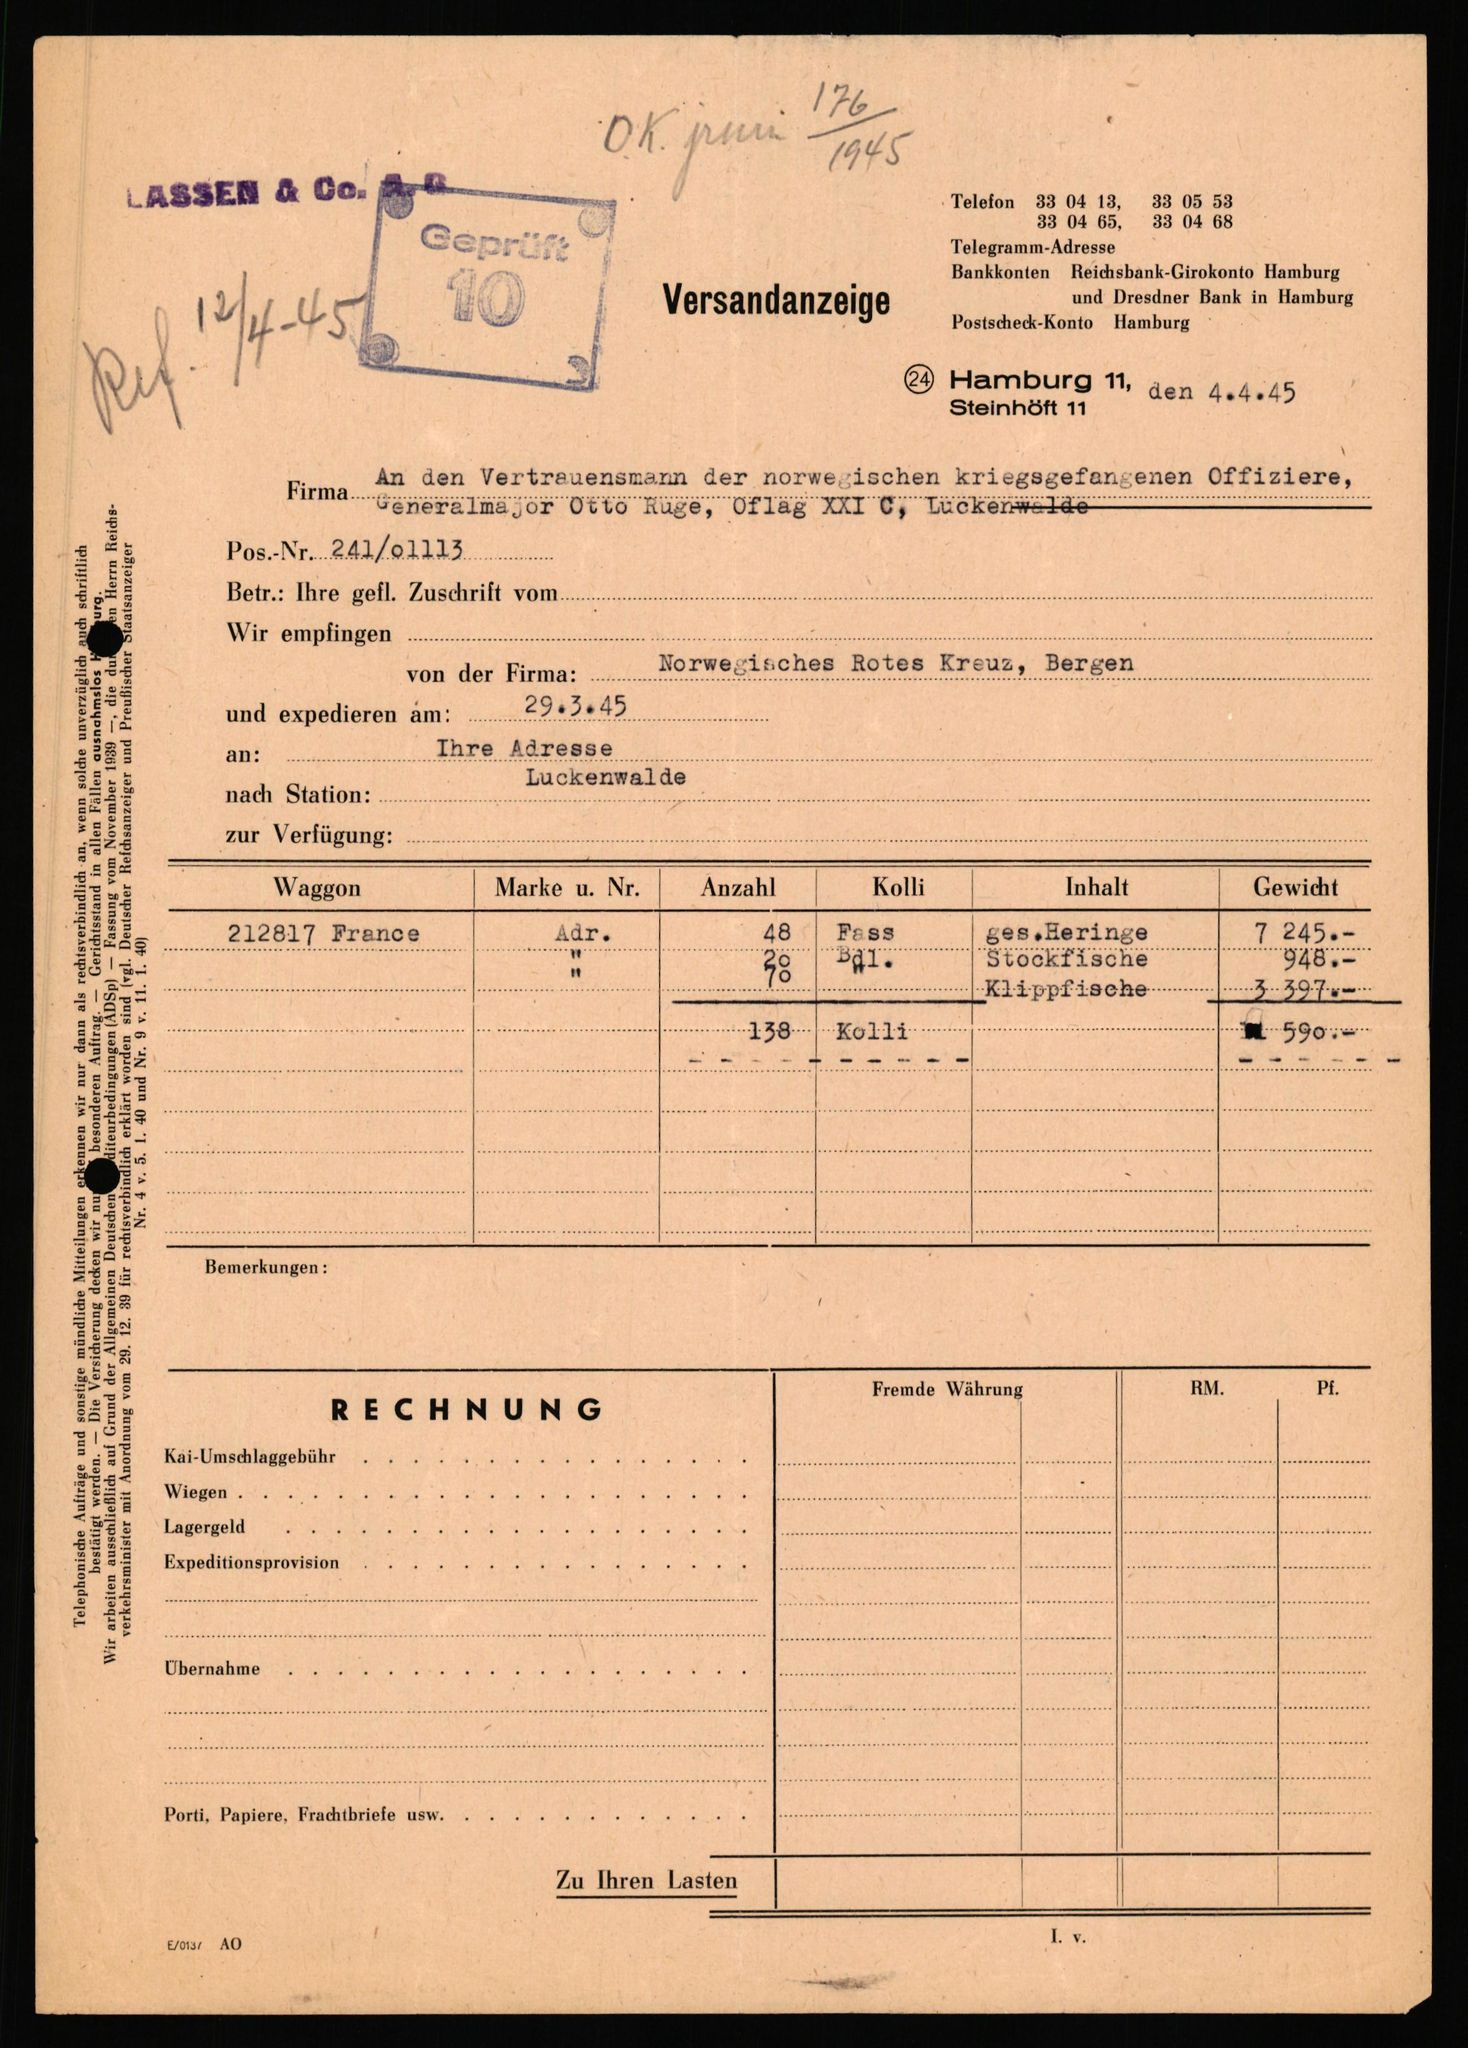 O.K. 176/1945
LASSEN & Co. A.G
Geprüft
10
Ref. 12/4-45
Versandanzeige
Telefon 33 04 13, 33 05 53
33 04 65, 33 04 68
Telegramm-Adresse
Bankkonten Reichsbank-Girokonto Hamburg
und Dresdner Bank in Hamburg
Postscheck-Konto Hamburg
24 Hamburg 11, den 4.4.45
Steinhöft 11
Firma An den Vertrauensmann der norwegischen kriegsgefangenen Offiziere,
Generalmajor Otto Ruge, Oflag XXI C, Luckenwalde
Pos.-Nr. 241/o1113
Betr.: Ihre gefl. Zuschrift vom
Wir empfingen
von der Firma: Norwegisches Rotes Kreuz, Bergen
und expedieren am: 29.3.45
an: Ihre Adresse
nach Station: Luckenwalde
zur Verfügung:
Waggon Marke u. Nr. Anzahl Kolli Inhalt Gewicht
212817 France Adr. 48 Fass ges.Heringe 7 245.-
" 20 Bdl. Stockfische 948.-
" 70 " Klippfische 3 397.-
138 Kolli 11 590.-
Bemerkungen:
RECHNUNG
Fremde Währung RM. Pf.
Kai-Umschlaggebühr
Wiegen
Lagergeld
Expeditionsprovision
Übernahme
Porti, Papiere, Frachtbriefe usw.
Zu Ihren Lasten
I. v.
E/0137 AO
Telephonische Aufträge und sonstige mündliche Mitteilungen erkennen wir nur dann als rechtsverbindlich an, wenn solche unverzüglich auch schriftlich
bestätigt werden. — Die Versicherung decken wir nur besonderen Auftrag. — Gerichtsstand in allen Fällen ausnahmslos H urg.
Wir arbeiten ausschließlich auf Grund der Allgemeinen Deutschen diteurbedingungen (ADSp) — Fassung vom November 1939 —, die du en Herrn Reichs-
verkehrsminister mit Anordnung vom 29. 12. 39 für rechtsverbindlich erklärt worden sind (vgl. Deutscher Reichsanzeiger und Preußischer Staatsanzeiger
Nr. 4 v. 5. 1. 40 und Nr. 9 v. 11. 1. 40)